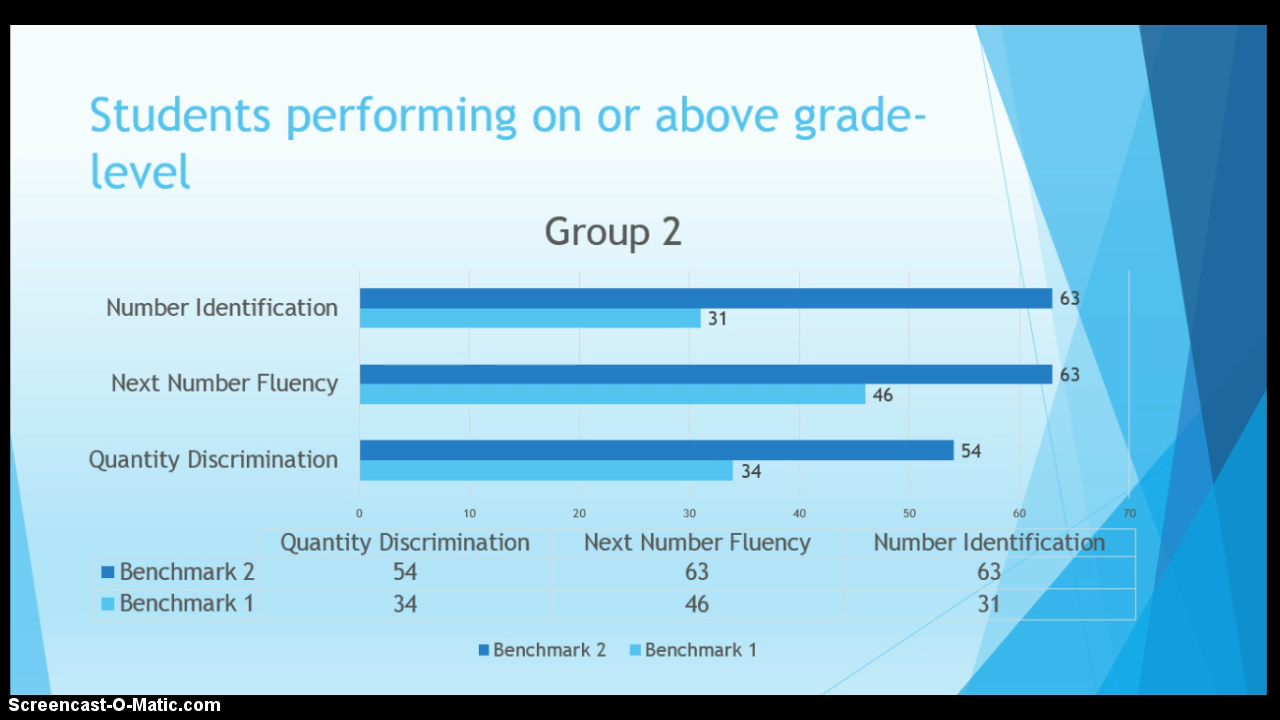 Students performing on or above grade-
level
Group 2
Number Identification
63
31
Next Number Fluency
63
46
Quantity Discrimination
54
34
0 10 20 30 40 50 60 70
Quantity Discrimination Next Number Fluency Number Identification
Benchmark 2 54 63 63
Benchmark 1 34 46 31
Benchmark 2 Benchmark 1
Screencast-O-Matic.com